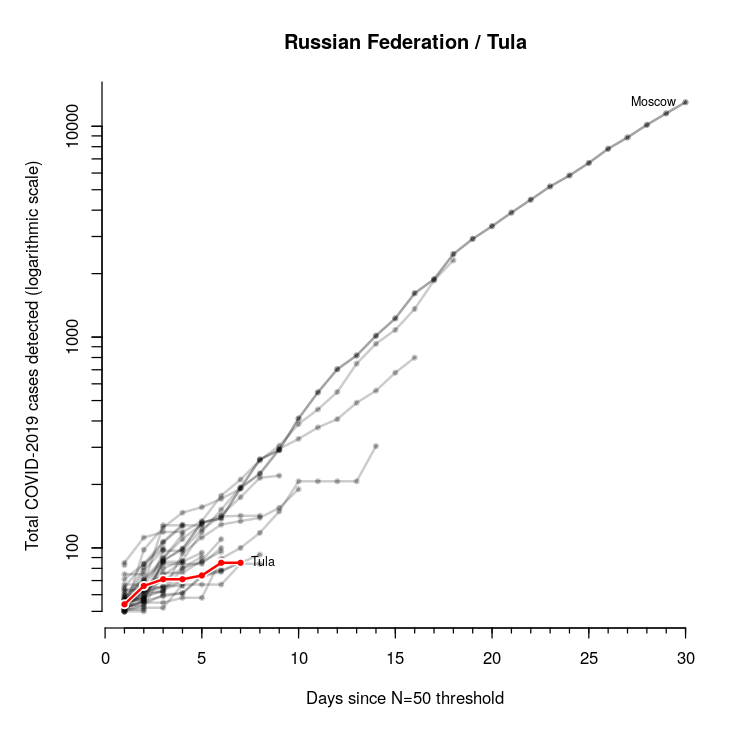 Russian Federation / Tula
Moscow
Total COVID-2019 cases detected (logarithmic scale)
10000
1000
100
Tula
0 5 10 15 20 25 30
Days since N=50 threshold